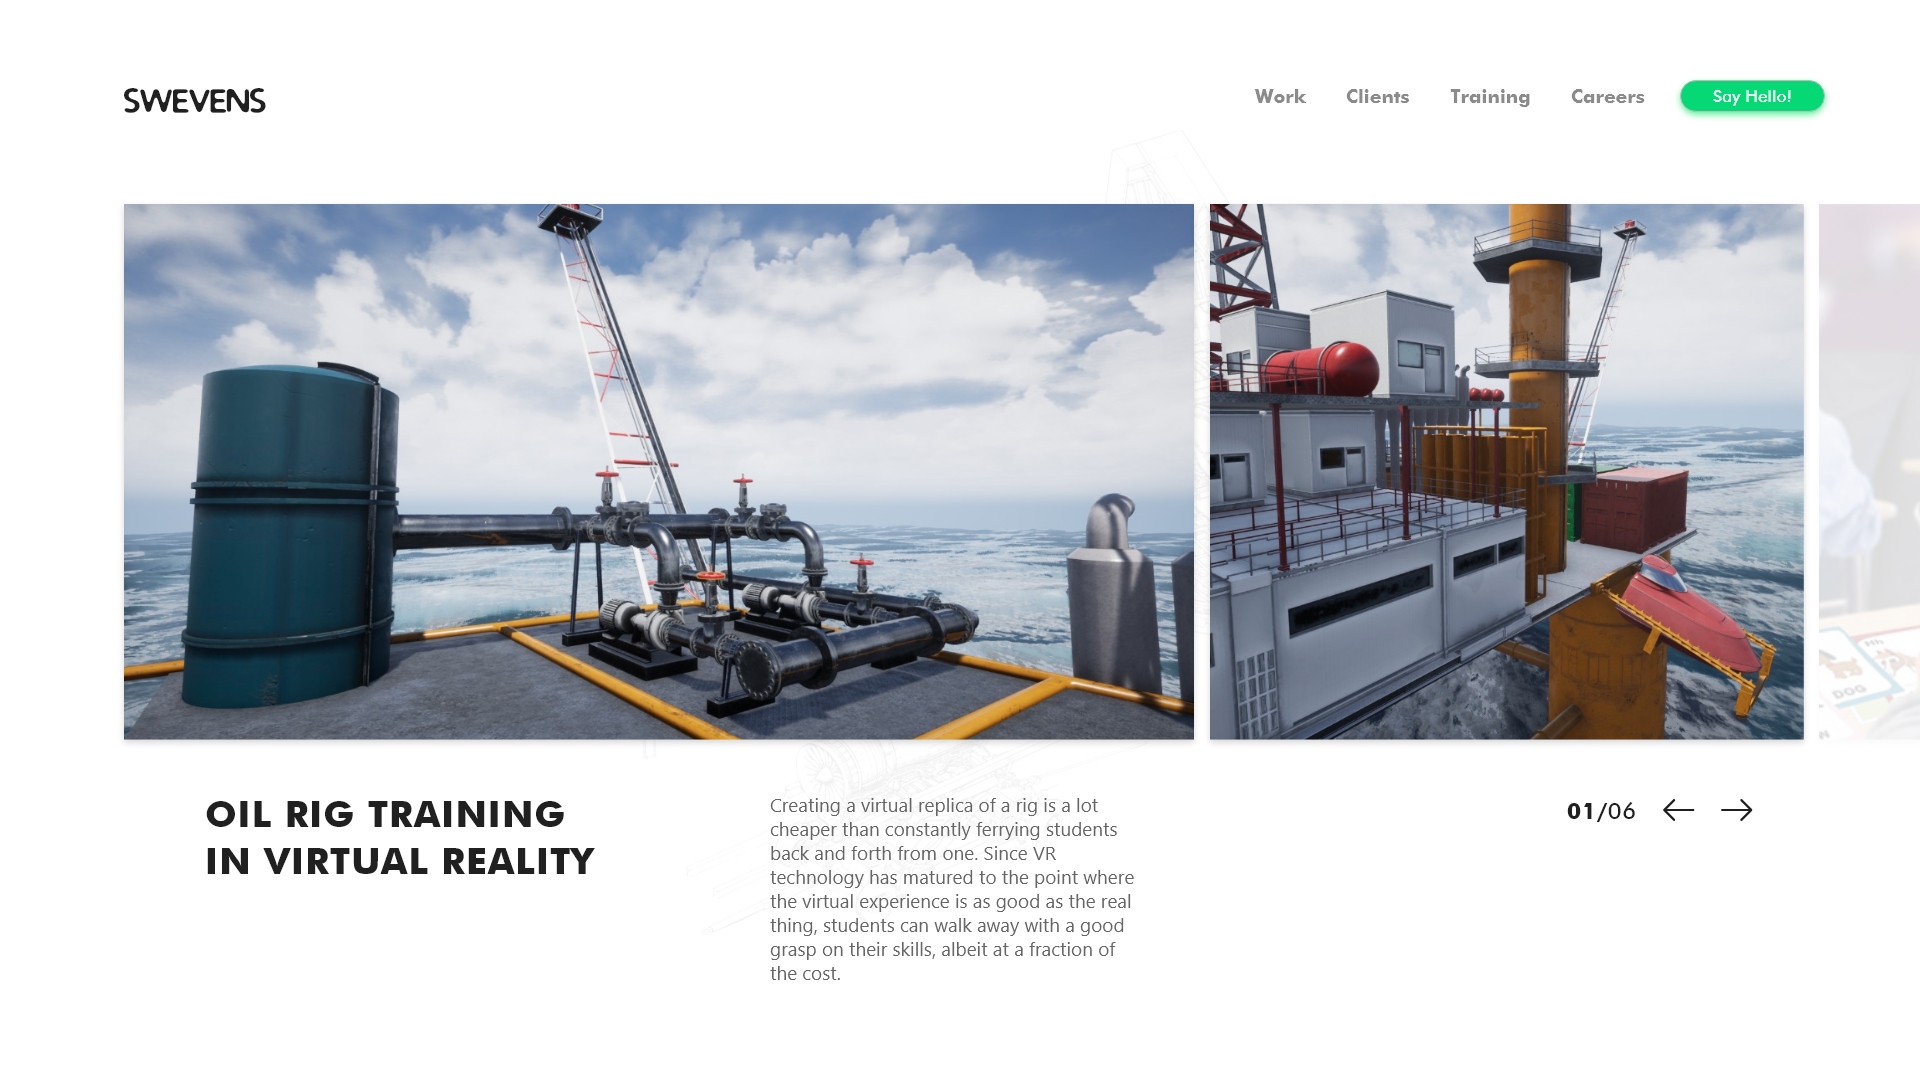 SWEVENS
Work Clients Training Careers Say Hello!
DOG
OIL RIG TRAINING
IN VIRTUAL REALITY
Creating a virtual replica of a rig is a lot
cheaper than constantly ferrying students
back and forth from one. Since VR
technology has matured to the point where
the virtual experience is as good as the real
thing, students can walk away with a good
grasp on their skills, albeit at a fraction of
the cost.
01/06